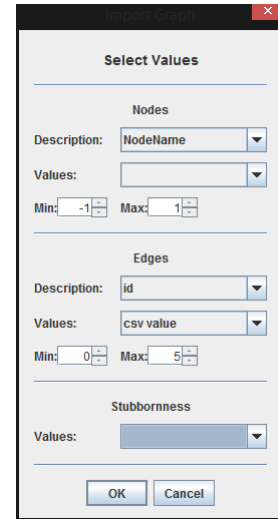 Import Graph
Select Values
Nodes
Description: NodeName
Values:
Min: -1 Max: 1
Edges
Description: id
Values: csv value
Min: 0 Max: 5
Stubbornness
Values:
OK Cancel